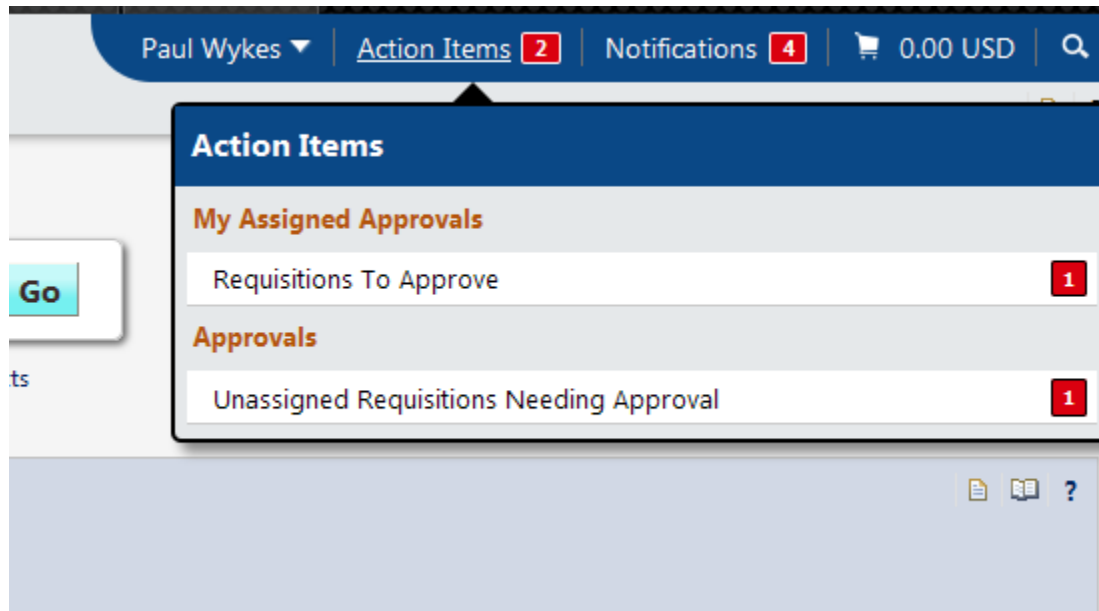 Paul Wykes Action Items 2 Notifications 4 0.00 USD
Action Items
My Assigned Approvals
Requisitions To Approve 1
Go
Approvals
ts
Unassigned Requisitions Needing Approval 1
?